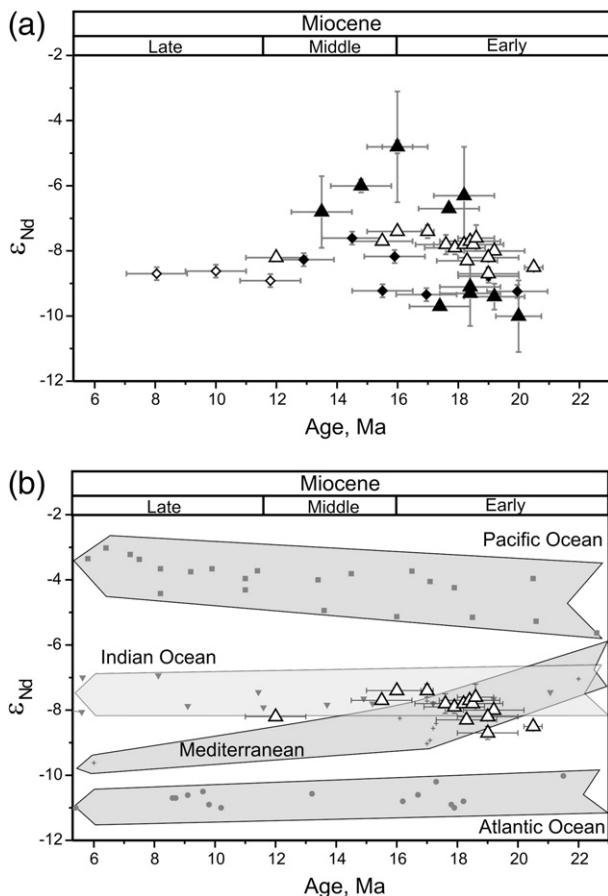 (a)
Miocene
Late Middle Early
-2
-4
-6
-8
-10
-12
εNd
6 8 10 12 14 16 18 20 22
Age, Ma
(b)
Miocene
Late Middle Early
-2
-4
-6
-8
-10
-12
εNd
Pacific Ocean
Indian Ocean
Mediterranean
Atlantic Ocean
6 8 10 12 14 16 18 20 22
Age, Ma